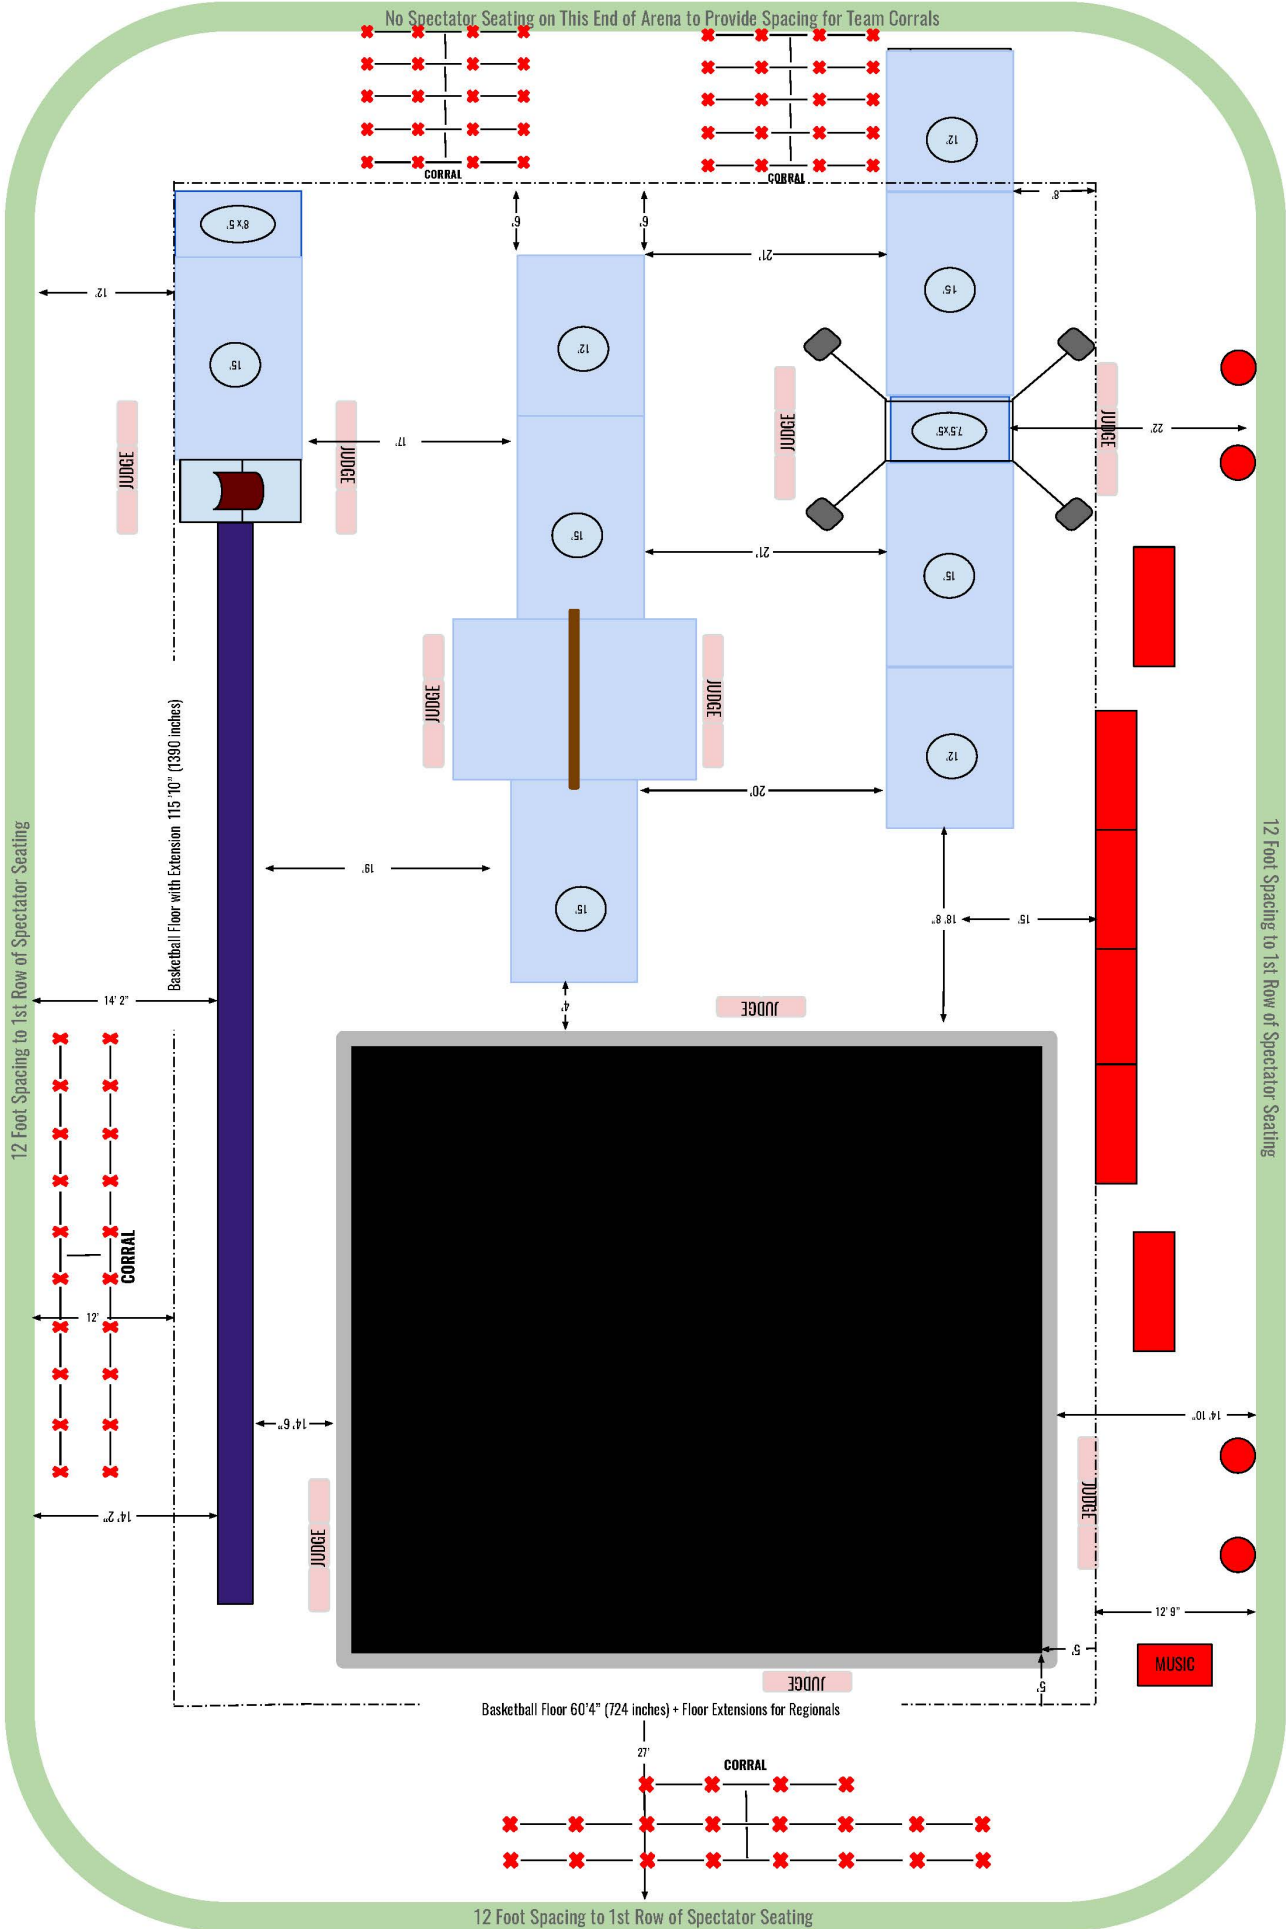 No Spectator Seating on This End of Arena to Provide Spacing for Team Corrals
CORRAL
CORRAL
12'
8'
8'x 5'
6'
6'
21'
12'
15'
15'
12'
JUDGE
JUDGE
17'
JUDGE
7.5'x5'
JUDGE
22'
JUDGE
15'
21'
15'
JUDGE
JUDGE
12'
20'
Basketball Floor with Extension 115 '10" (1390 inches)
19'
15'
18' 8"
15'
12 Foot Spacing to 1st Row of Spectator Seating
12 Foot Spacing to 1st Row of Spectator Seating
14' 2"
4'
JUDGE
CORRAL
12'
14' 6"
14' 10"
14' 2"
JUDGE
JUDGE
12' 9"
5'
MUSIC
JUDGE
5'
Basketball Floor 60'4" (724 inches) + Floor Extensions for Regionals
27'
CORRAL
12 Foot Spacing to 1st Row of Spectator Seating